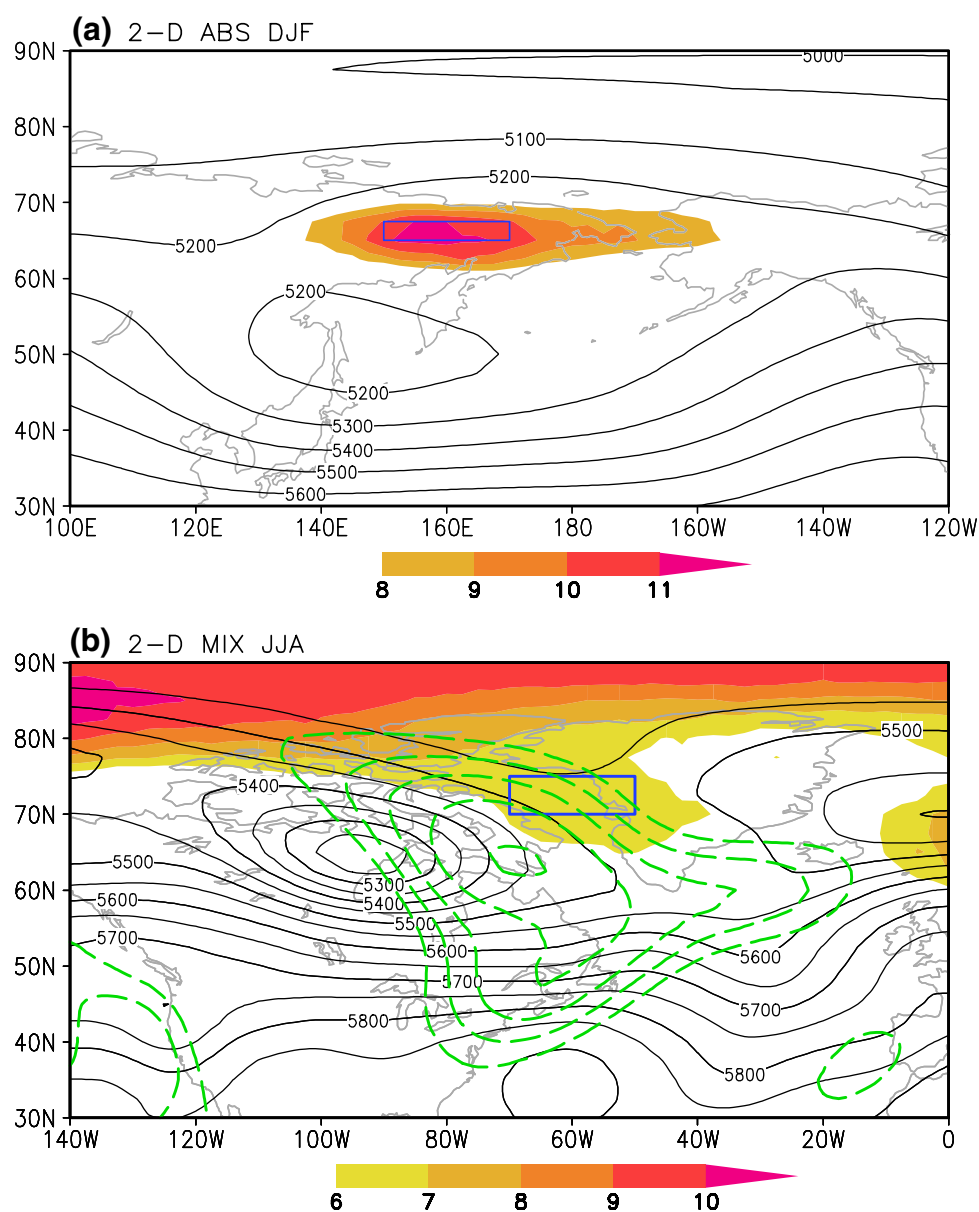 (a) 2-D ABS DJF
90N
5000
80N
5100
70N
5200
5200
60N
5200
50N
5200
5300
40N
5400
5500
5600
30N
100E 120E 140E 160E 180 160W 140W 120W
8 9 10 11
(b) 2-D MIX JJA
90N
80N
5500
5400
70N
5500
60N
5300
5600
5400
5500
5700
5600
5600
50N
5700
5700
5800
40N
5800
30N
140W 120W 100W 80W 60W 40W 20W 0
6 7 8 9 10